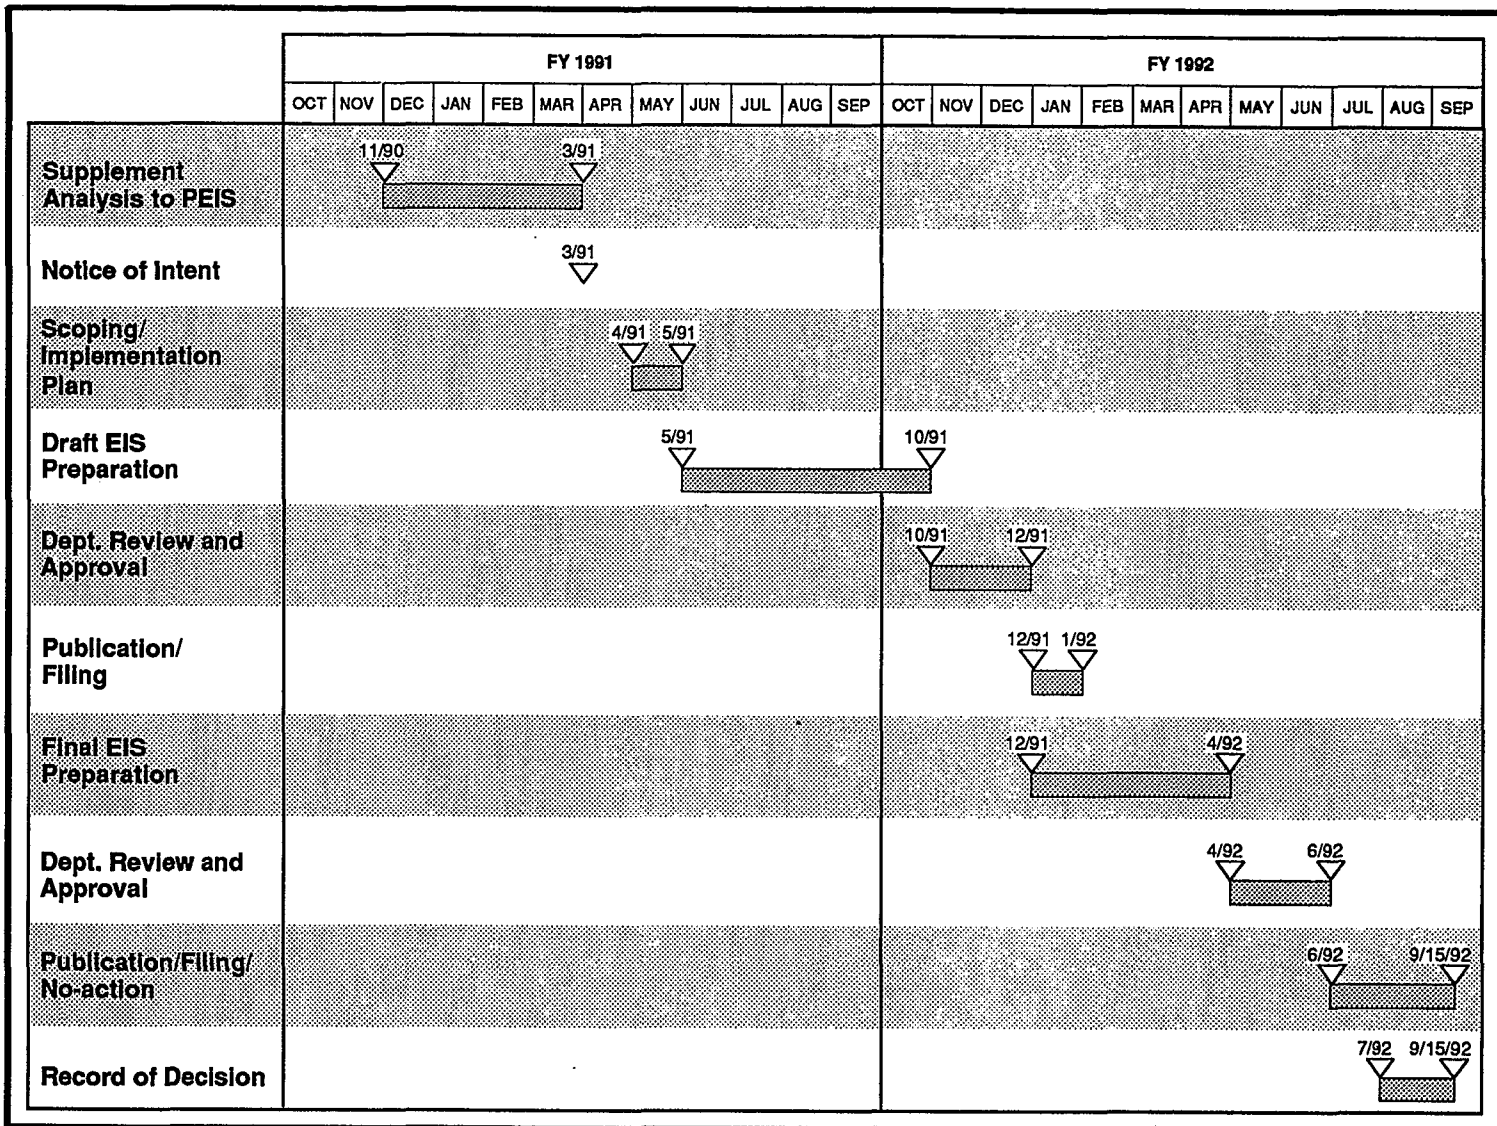 FY 1991
FY 1992
OCT NOV DEC JAN FEB MAR APR MAY JUN JUL AUG SEP OCT NOV DEC JAN FEB MAR APR MAY JUN JUL AUG SEP
Supplement
Analysis to PEIS
11/90
3/91
Notice of Intent
3/91
Scoping/
Implementation
Plan
4/91
5/91
Draft EIS
Preparation
5/91
10/91
Dept. Review and
Approval
10/91
12/91
Publication/
Filing
12/91
1/92
Final EIS
Preparation
12/91
4/92
Dept. Review and
Approval
4/92
6/92
Publication/Filing/
No-action
6/92
9/15/92
Record of Decision
7/92
9/15/92